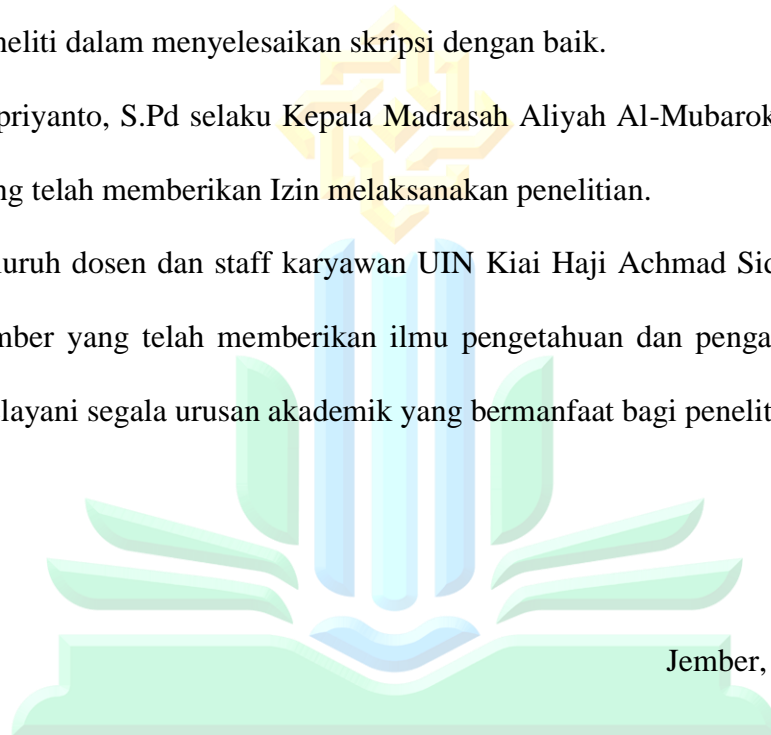 neliti dalam menyelesaikan skripsi dengan baik.
priyanto, S.Pd selaku Kepala Madrasah Aliyah Al-Mubarok
ng telah memberikan Izin melaksanakan penelitian.
luruh dosen dan staff karyawan UIN Kiai Haji Achmad Sid
mber yang telah memberikan ilmu pengetahuan dan penga
layani segala urusan akademik yang bermanfaat bagi penelit
Jember,